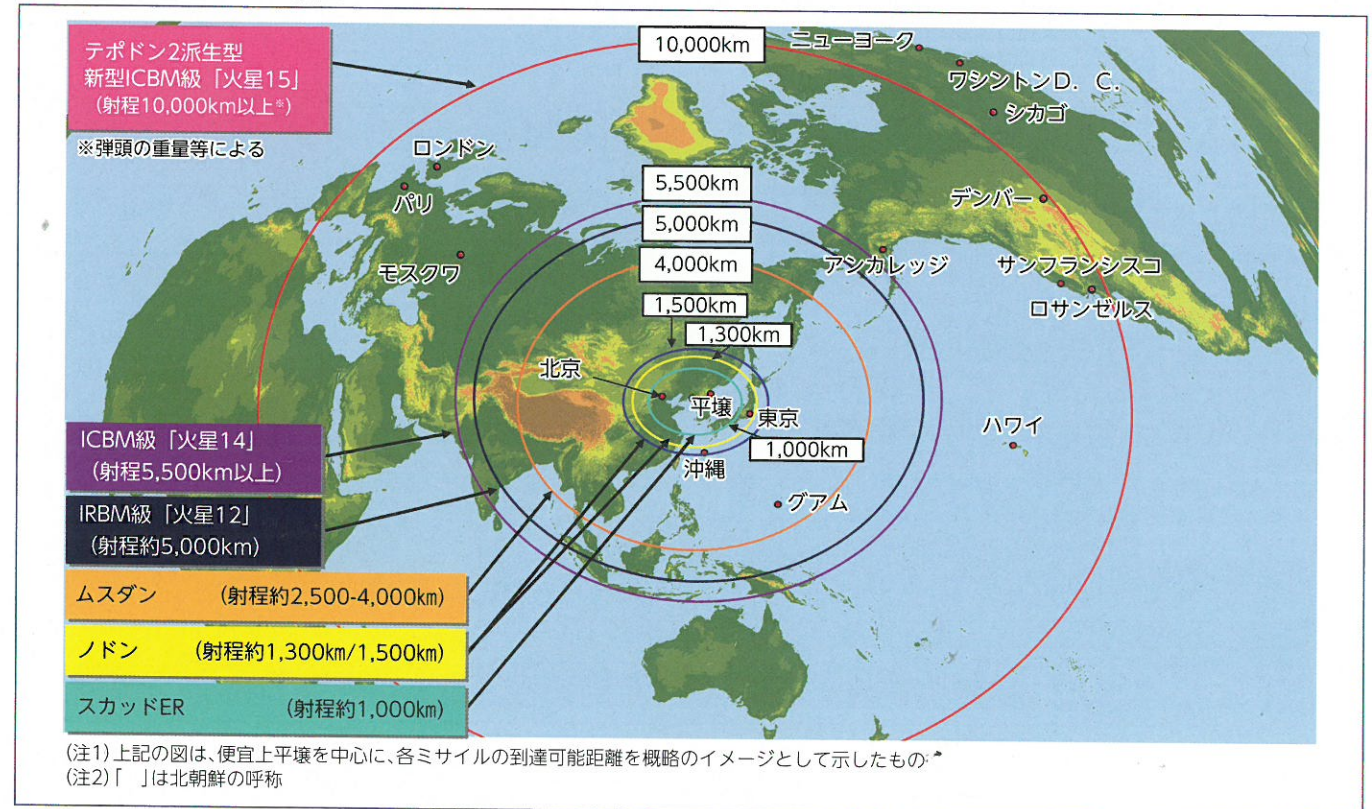 テポドン2派生型
新型ICBM級「火星15」
(射程10,000km以上※)
※弾頭の重量等による
10,000km
ニューヨーク
ワシントンD. C.
シカゴ
ロンドン
パリ
モスクワ
5,500km
5,000km
4,000km
1,500km
1,300km
デンバー
アンカレッジ
サンフランシスコ
ロサンゼルス
北京
平壌
東京
1,000km
沖縄
グアム
ハワイ
ICBM級「火星14」
(射程5,500km以上)
IRBM級「火星12」
(射程約5,000km)
ムスダン (射程約2,500-4,000km)
ノドン (射程約1,300km/1,500km)
スカッドER (射程約1,000km)
(注1)上記の図は、便宜上平壌を中心に、各ミサイルの到達可能距離を概略のイメージとして示したもの
(注2)「 」は北朝鮮の呼称